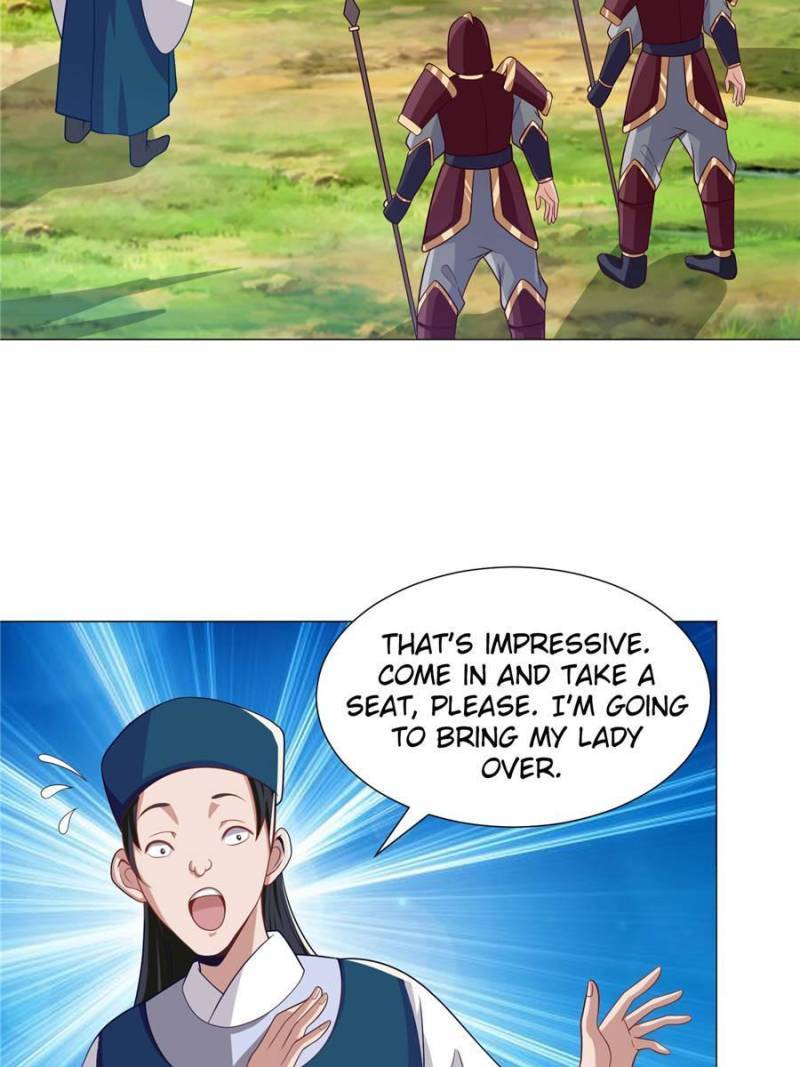 THAT'S IMPRESSIVE.
COME IN AND TAKE A
SEAT, PLEASE. I'M GOING
TO BRING MY LADY
OVER.